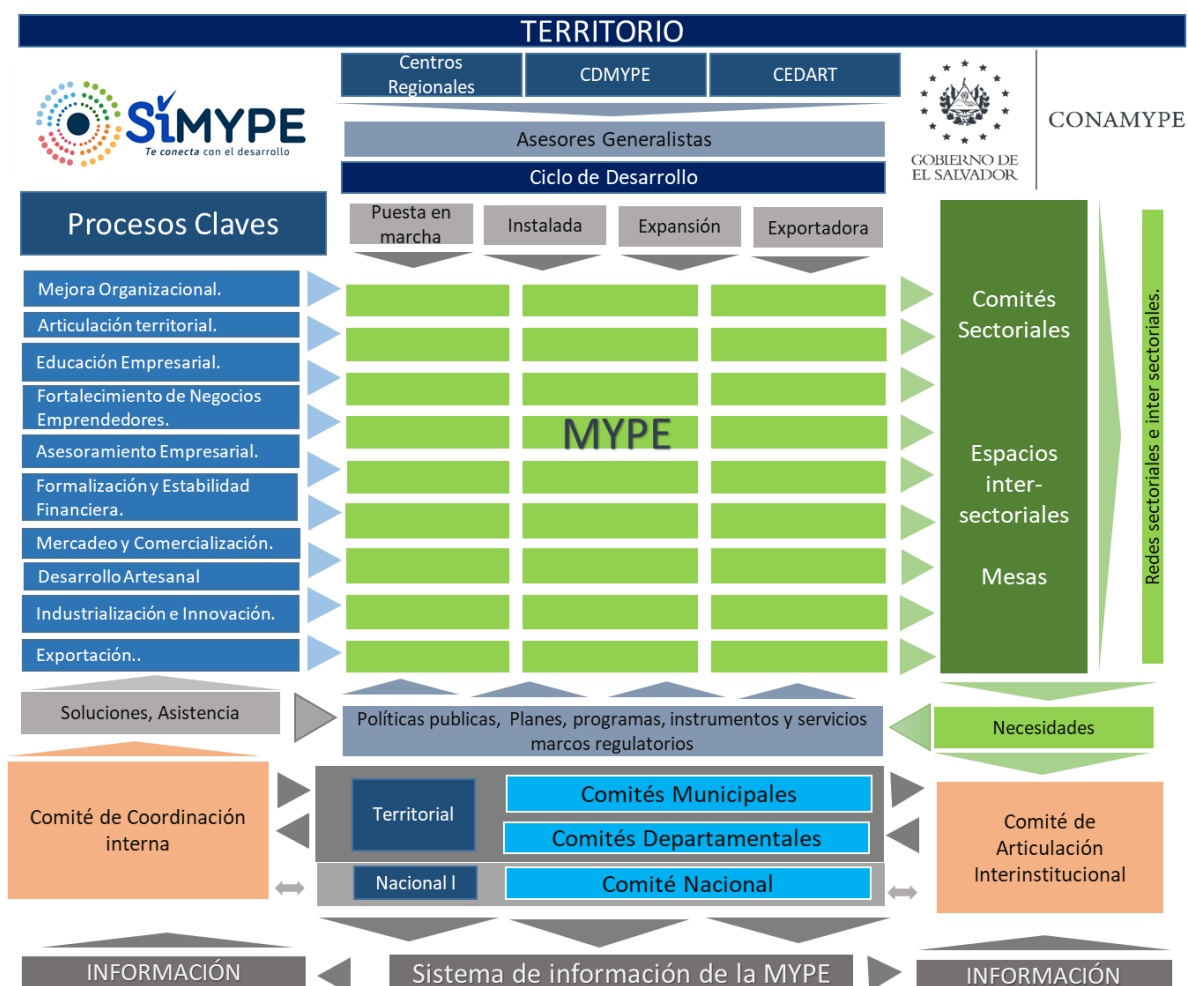 TERRITORIO
Centros
Regionales
CDMYPE
CEDART
SiMYPE
Te conecta con el desarrollo
GOBIERNO DE
EL SALVADOR
CONAMYPE
Asesores Generalistas
Ciclo de Desarrollo
Procesos Claves
Puesta en
marcha
Instalada
Expansión
Exportadora
Mejora Organizacional.
Articulación territorial.
Educación Empresarial.
Fortalecimiento de Negocios
Emprendedores.
Asesoramiento Empresarial.
Formalización y Estabilidad
Financiera.
Mercadeo y Comercialización.
Desarrollo Artesanal
Industrialización e Innovación.
Exportación..
MYPE
Comités
Sectoriales
Espacios
inter-
sectoriales
Mesas
Redes sectoriales e inter sectoriales.
Soluciones, Asistencia
Políticas publicas, Planes, programas, instrumentos y servicios
marcos regulatorios
Necesidades
Comité de Coordinación
interna
Territorial
Comités Municipales
Comités Departamentales
Nacional l
Comité Nacional
Comité de
Articulación
Interinstitucional
INFORMACIÓN
Sistema de información de la MYPE
INFORMACIÓN